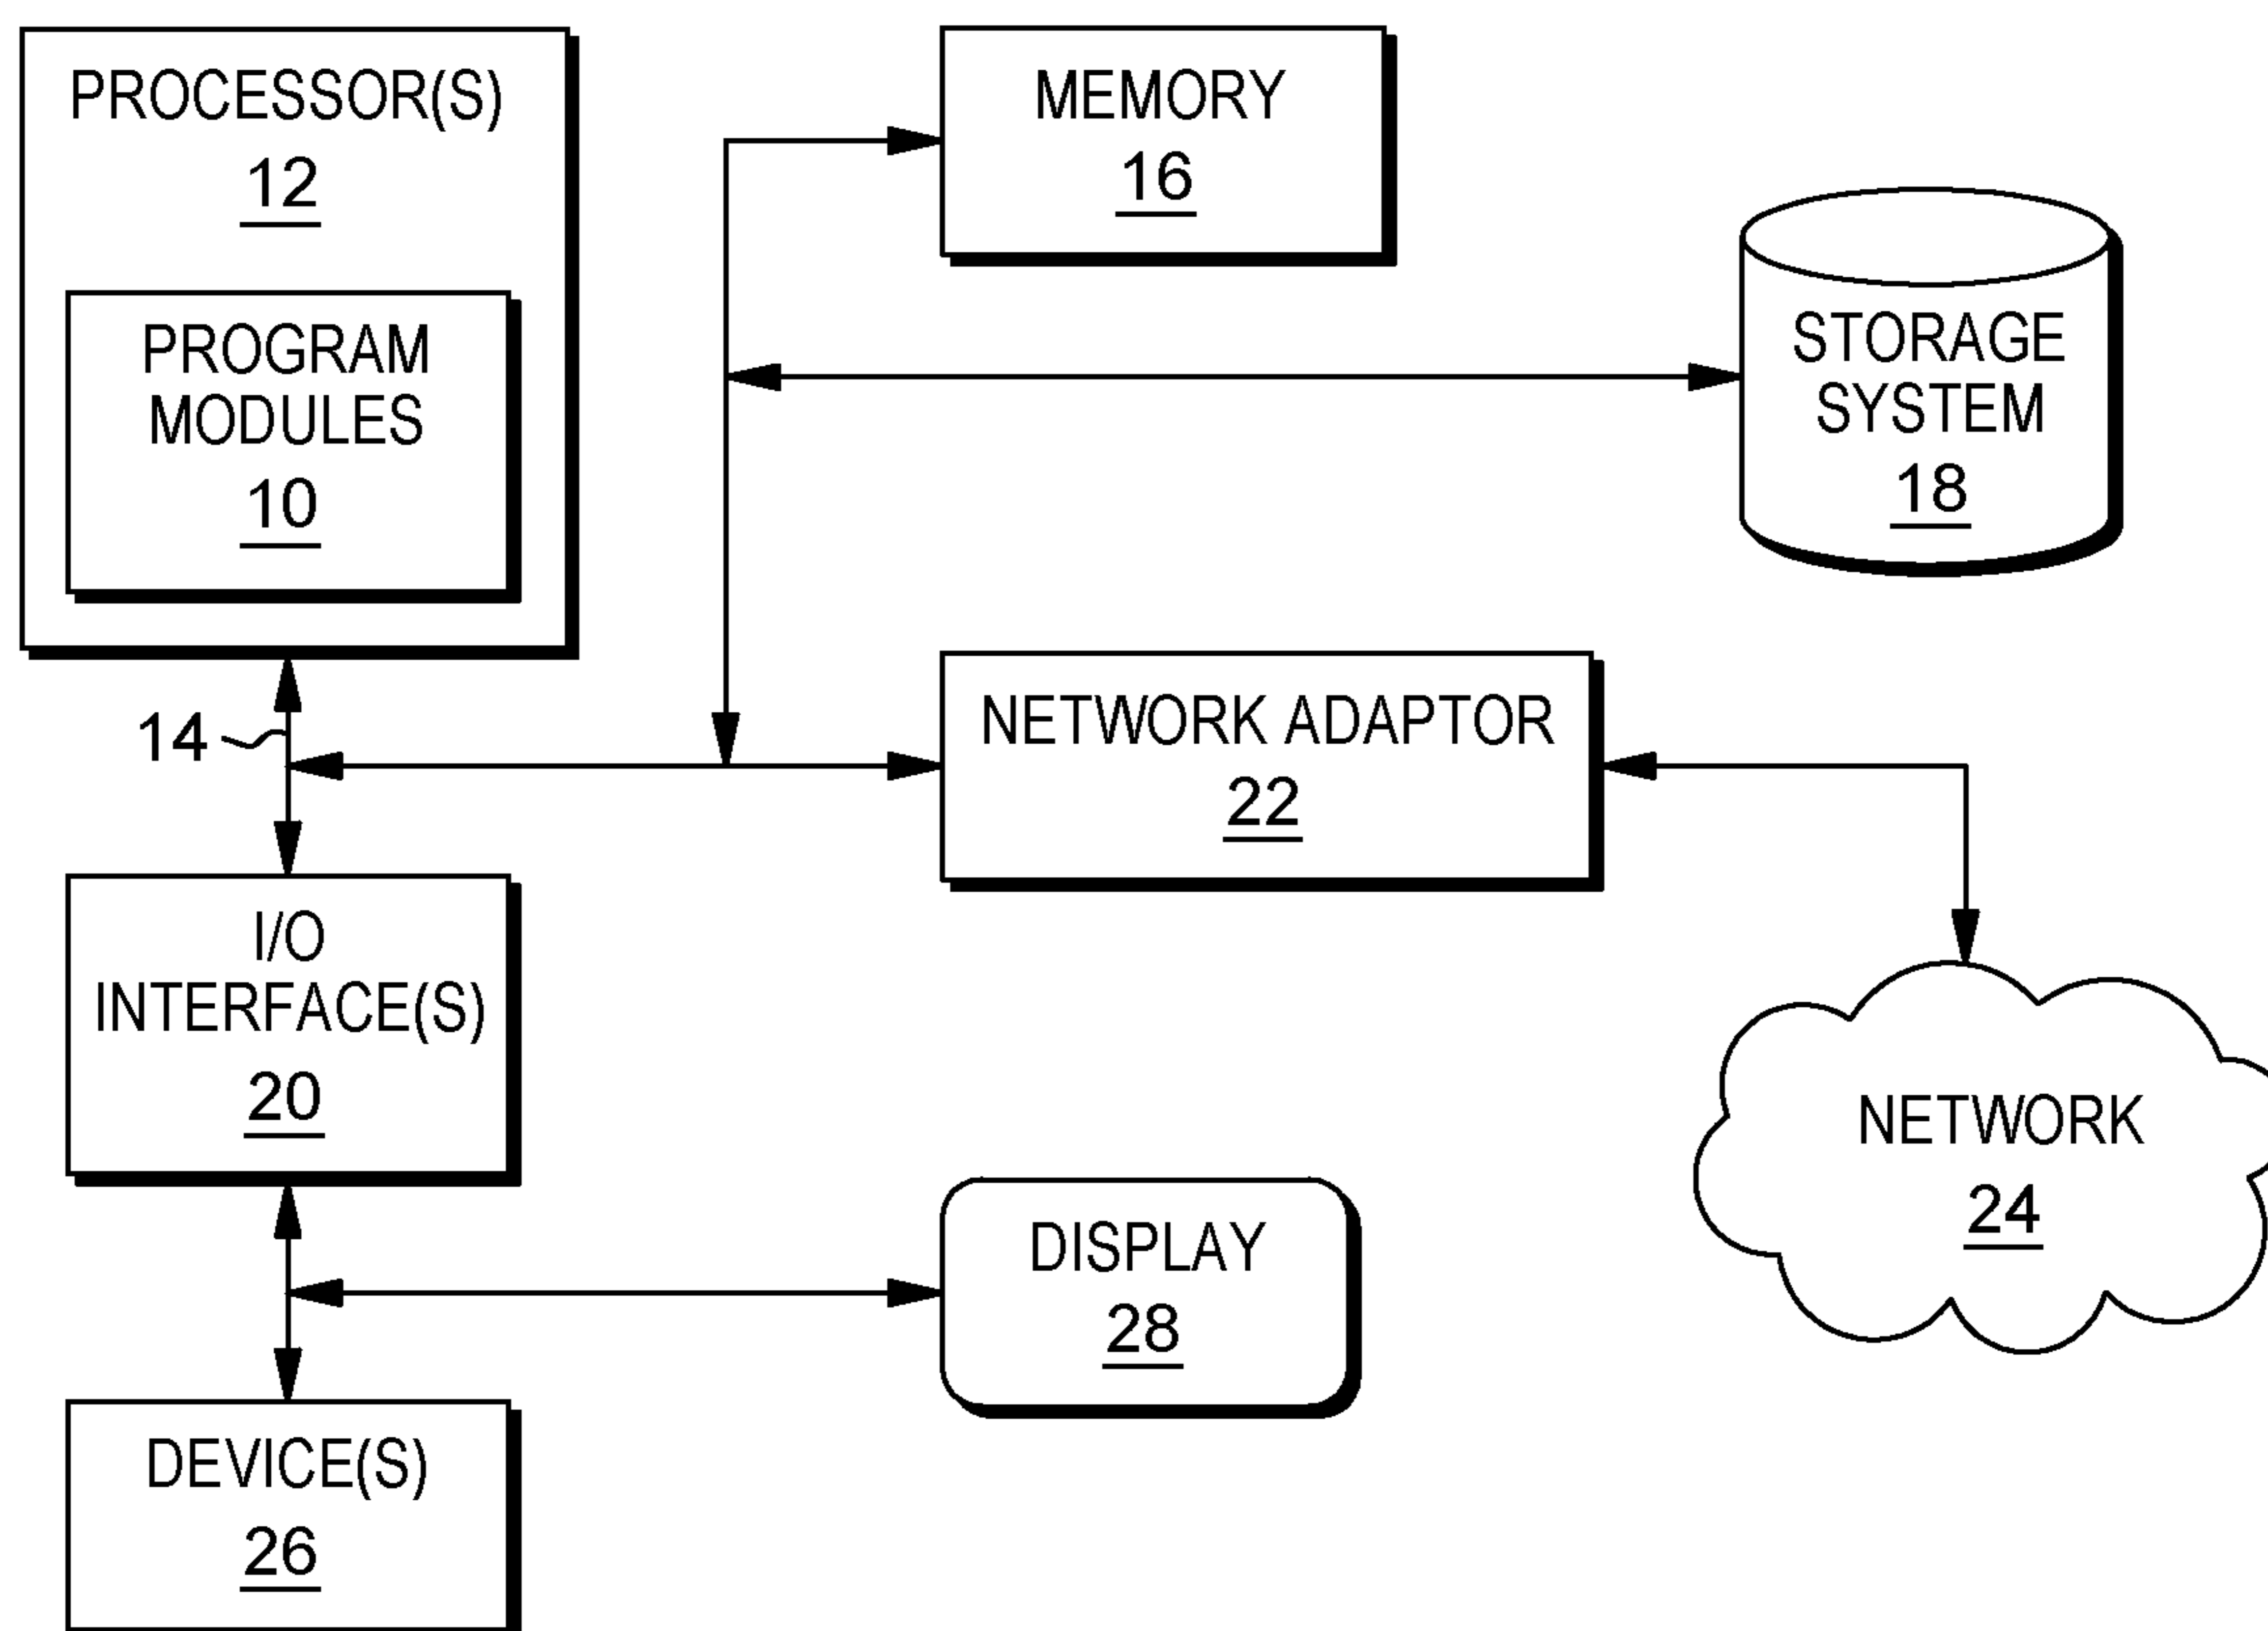 PROCESSOR(S)
12
PROGRAM
MODULES
10
MEMORY
16
STORAGE
SYSTEM
18
14
NETWORK ADAPTOR
22
I/O
INTERFACE(S)
20
NETWORK
24
DISPLAY
28
DEVICE(S)
26